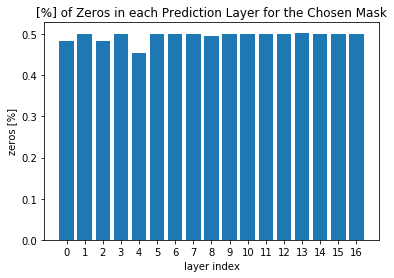 [%] of Zeros in each Prediction Layer for the Chosen Mask
zeros [%]
0.5
0.4
0.3
0.2
0.1
0.0
0 1 2 3 4 5 6 7 8 9 10 11 12 13 14 15 16
layer index